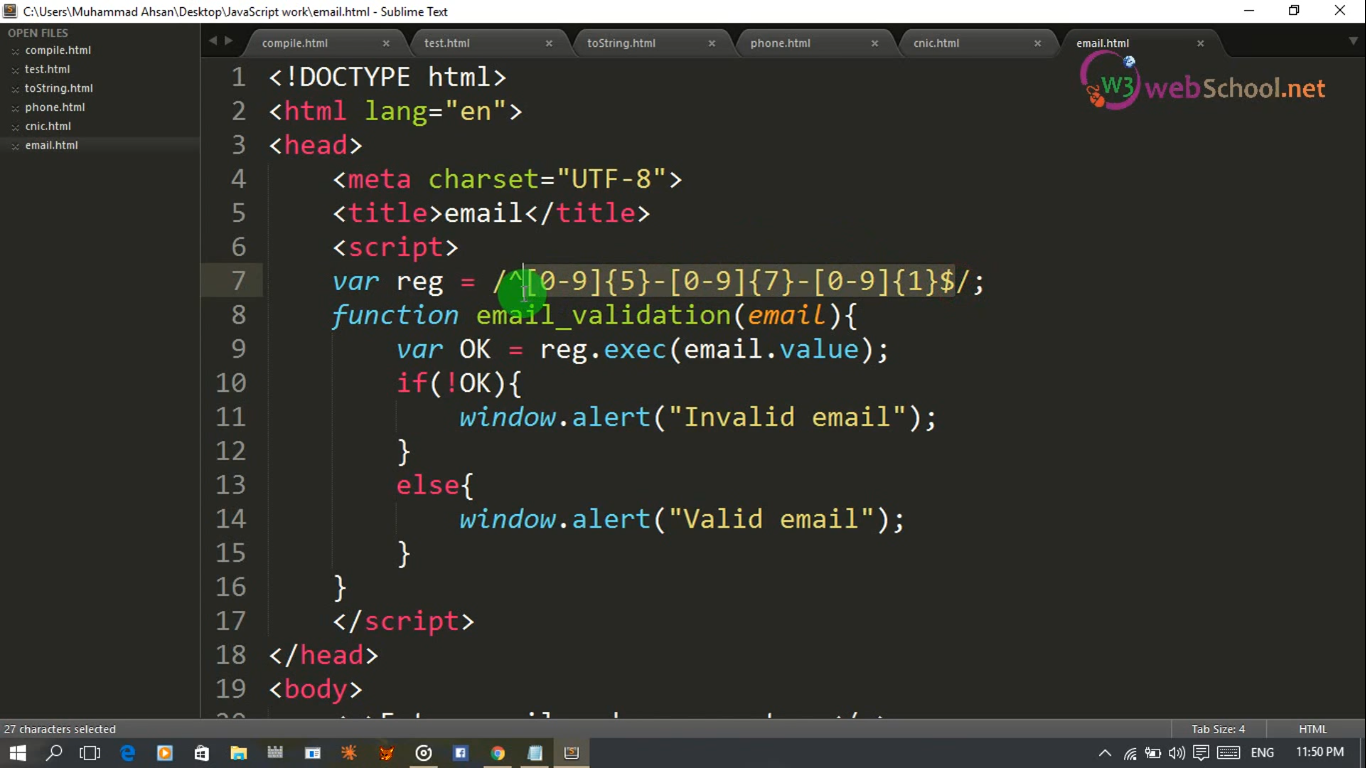 C:\Users\Muhammad Ahsan\Desktop\JavaScript work\email.html - Sublime Text
OPEN FILES
compile.html
test.html
toString.html
phone.html
cnic.html
email.html
compile.html
test.html
toString.html
phone.html
cnic.html
email.html
W3
webSchool.net
1 <!DOCTYPE html>
2 <html lang="en">
3 <head>
4 <meta charset="UTF-8">
5 <title>email</title>
6 <script>
7 var reg = /^[0-9]{5}-[0-9]{7}-[0-9]{1}$/;
8 function email_validation(email){
9 var OK = reg.exec(email.value);
10 if(!OK){
11 window.alert("Invalid email");
12 }
13 else{
14 window.alert("Valid email");
15 }
16 }
17 </script>
18 </head>
19 <body>
27 characters selected
Tab Size: 4
HTML
ENG
11:50 PM